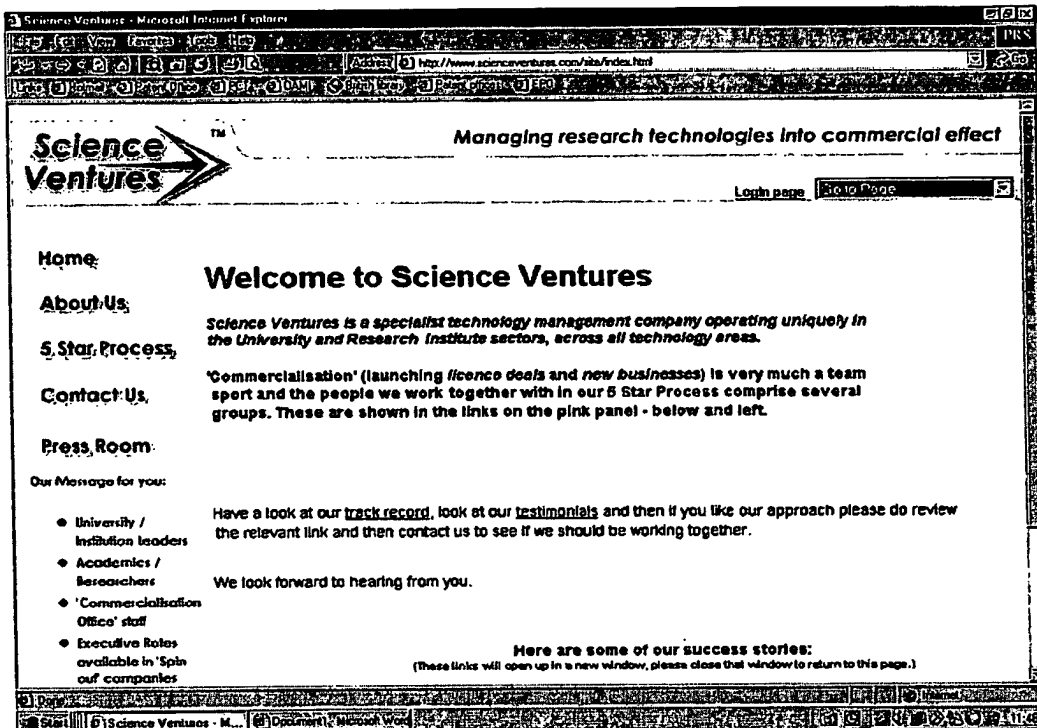 Science Ventures - Microsoft Internet Explorer
View Favorites Tools Help
Address http://www.scienceventures.com/site/index.html Go
Links
Science Ventures TM
Managing research technologies into commercial effect
Login page Go to Page
Home
About Us
5 Star Process
Contact Us
Press Room
Our Message for you:
University /
Institution leaders
Academics /
Researchers
'Commercialisation
Office' staff
Executive Roles
available in 'Spin
out' companies
Welcome to Science Ventures
Science Ventures is a specialist technology management company operating uniquely in
the University and Research Institute sectors, across all technology areas.
'Commercialisation' (launching licence deals and new businesses) is very much a team
sport and the people we work together with in our 5 Star Process comprise several
groups. These are shown in the links on the pink panel - below and left.
Have a look at our track record, look at our testimonials and then if you like our approach please do review
the relevant link and then contact us to see if we should be working together.
We look forward to hearing from you.
Here are some of our success stories:
(These links will open up in a new window, please close that window to return to this page.)
Done Internet
Start Science Ventures - M... Document1 - Microsoft Word